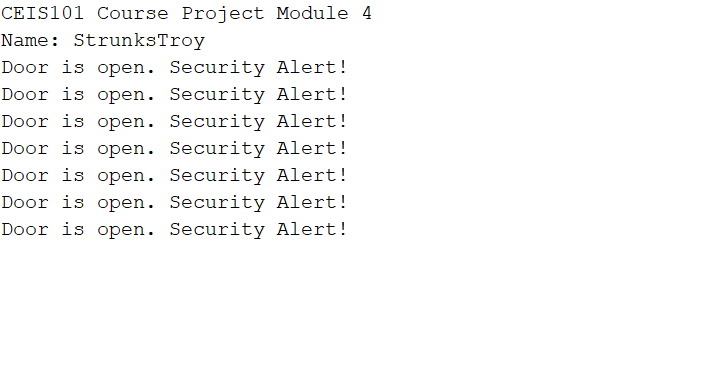 CEIS101 Course Project Module 4
Name: StrunksTroy
Door is open. Security Alert!
Door is open. Security Alert!
Door is open. Security Alert!
Door is open. Security Alert!
Door is open. Security Alert!
Door is open. Security Alert!
Door is open. Security Alert!